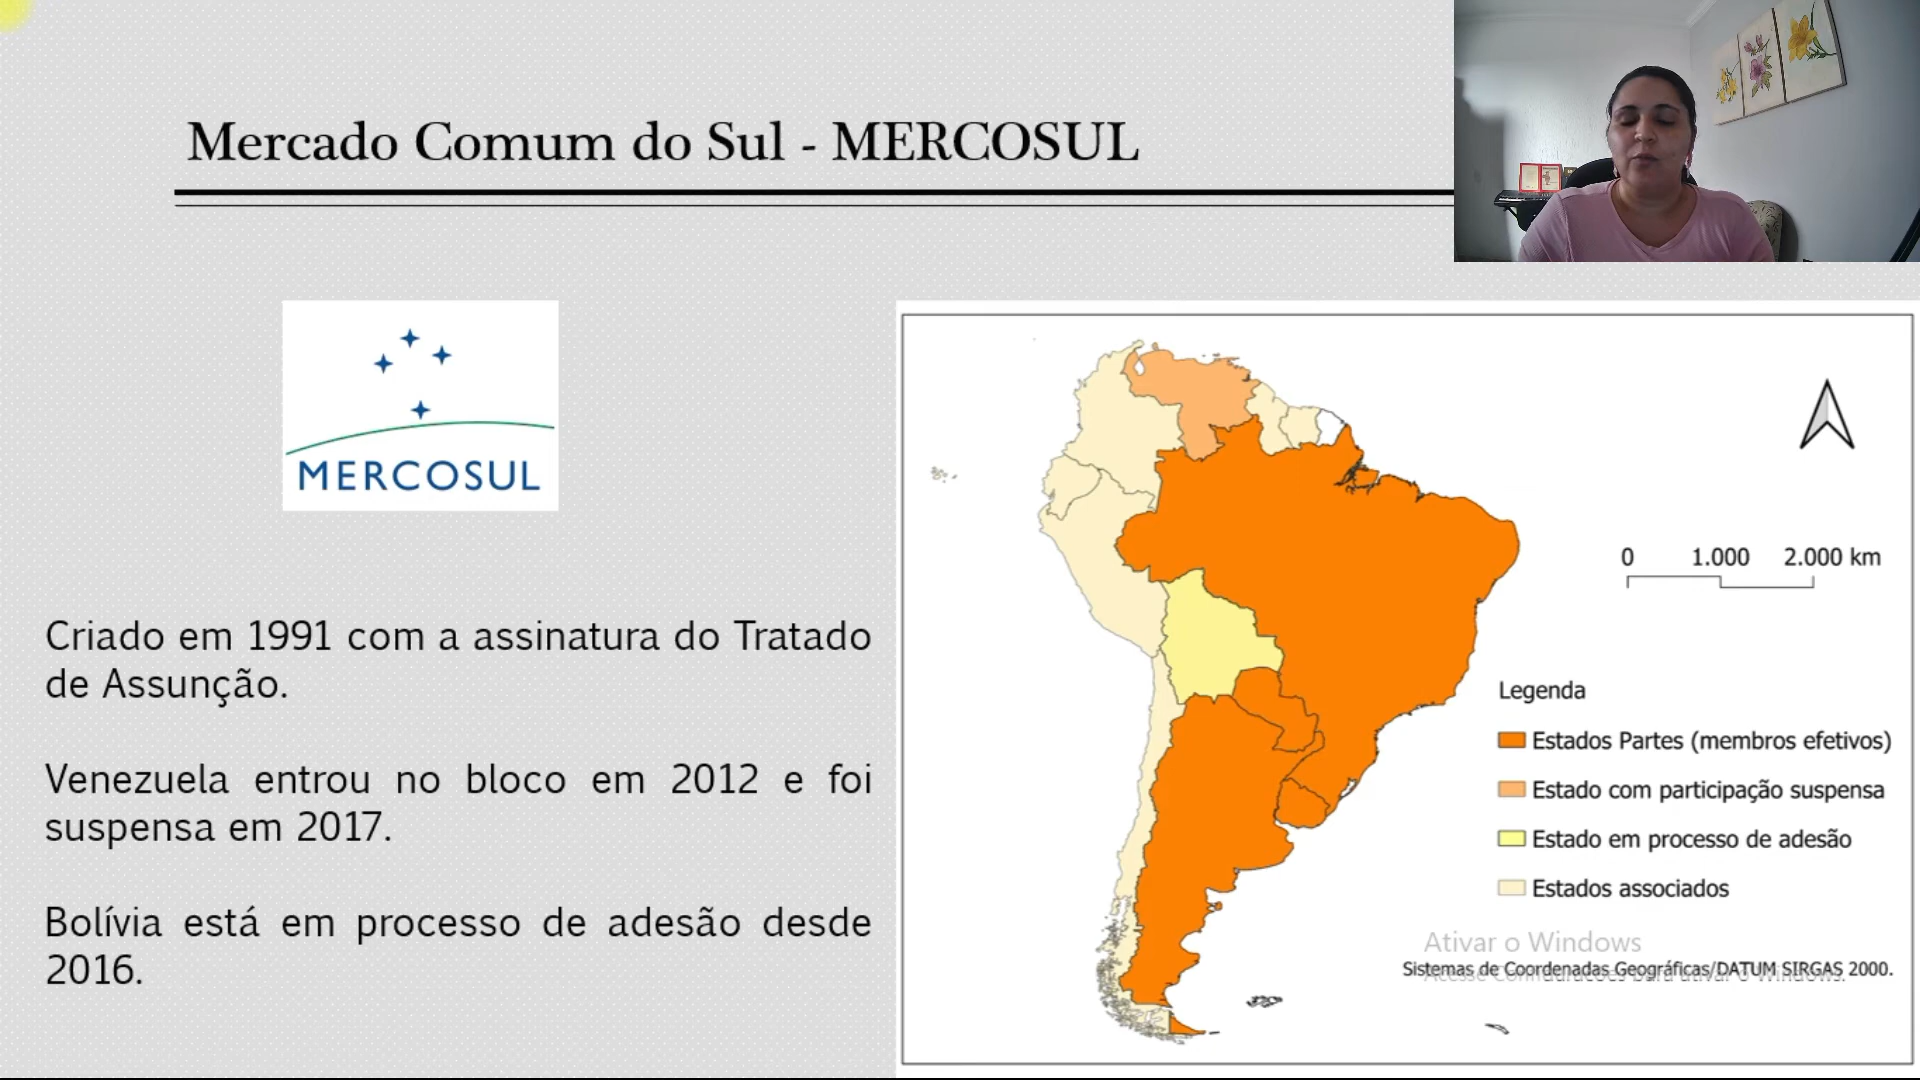 Mercado Comum do Sul - MERCOSUL
MERCOSUL
Criado em 1991 com a assinatura do Tratado
de Assunção.
Venezuela entrou no bloco em 2012 e foi
suspensa em 2017.
Bolívia está em processo de adesão desde
2016.
0 1.000 2.000 km
Legenda
Estados Partes (membros efetivos)
Estado com participação suspensa
Estado em processo de adesão
Estados associados
Ativar o Windows
Sistemas de Coordenadas Geográficas/DATUM SIRGAS 2000.